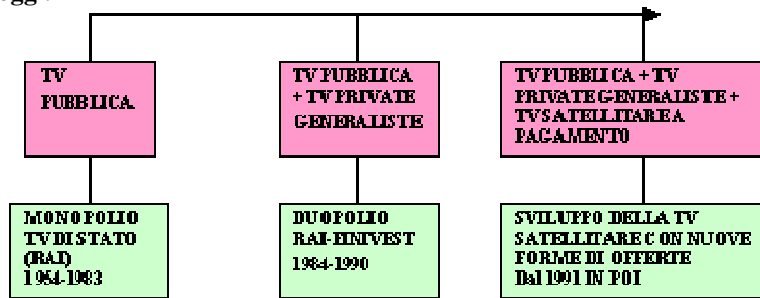 TV
PUBBLICA
TV PUBBLICA
+ TV PRIVATE
GENERALISTE
TV PUBBLICA + TV
PRIVATE GENERALISTE +
TV SATELLITARE A
PAGAMENTO
MONOPOLIO
TV DI STATO
(RAI)
1954-1983
DUOPOLIO
RAI-FINIVEST
1984-1990
SVILUPPO DELLA TV
SATELLITARE CON NUOVE
FORME DI OFFERTE
Dal 1991 IN POI